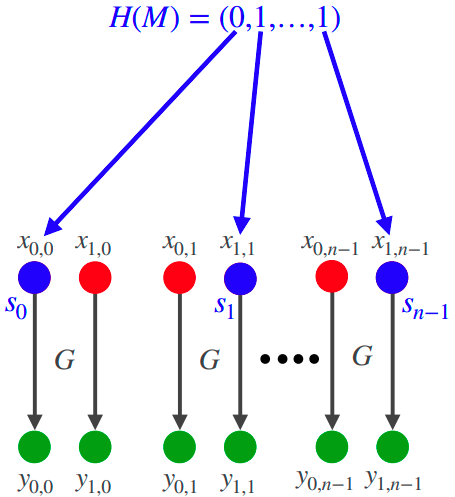 H(M) = (0,1,…,1)
x0,0 x1,0 x0,1 x1,1 x0,n−1 x1,n−1
s0 s1 sn−1
G G G
y0,0 y1,0 y0,1 y1,1 y0,n−1 y1,n−1